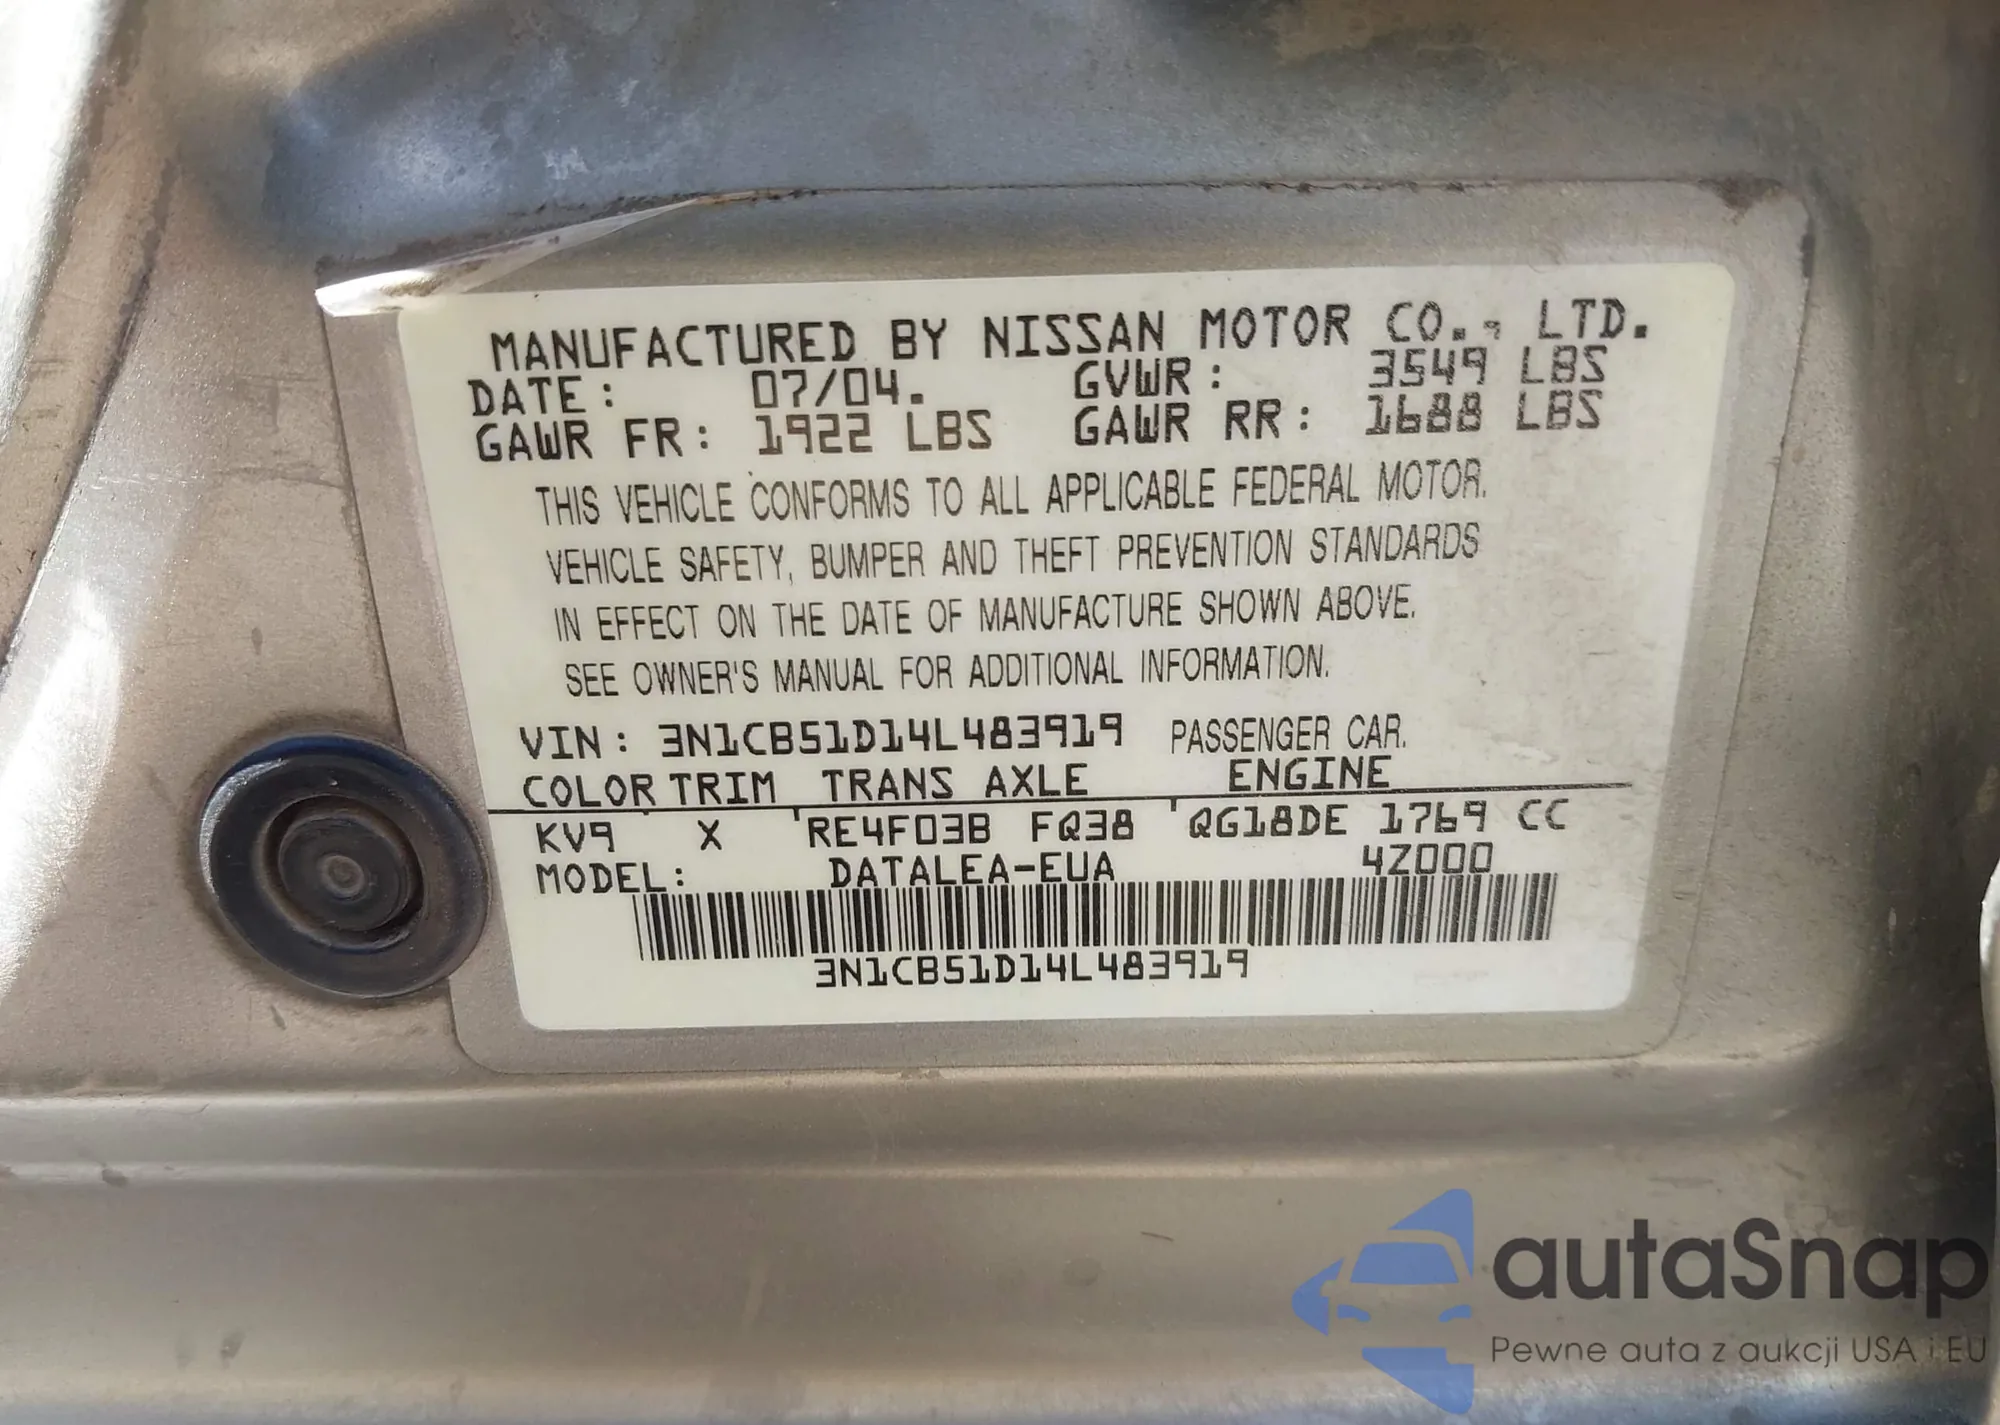 MANUFACTURED BY NISSAN MOTOR CO., LTD.
DATE: 07/04. GVWR: 3549 LBS
GAWR FR: 1922 LBS GAWR RR: 1688 LBS
THIS VEHICLE CONFORMS TO ALL APPLICABLE FEDERAL MOTOR.
VEHICLE SAFETY, BUMPER AND THEFT PREVENTION STANDARDS
IN EFFECT ON THE DATE OF MANUFACTURE SHOWN ABOVE.
SEE OWNER'S MANUAL FOR ADDITIONAL INFORMATION.
VIN: 3N1CB51D14L483919 PASSENGER CAR.
COLOR TRIM TRANS AXLE ENGINE
KV9 X RE4F03B FQ38 QG18DE 1769 CC
MODEL: DATALEA-EUA 4Z000
3N1CB51D14L483919
autaSnap
Pewne auta z aukcji USA i EU